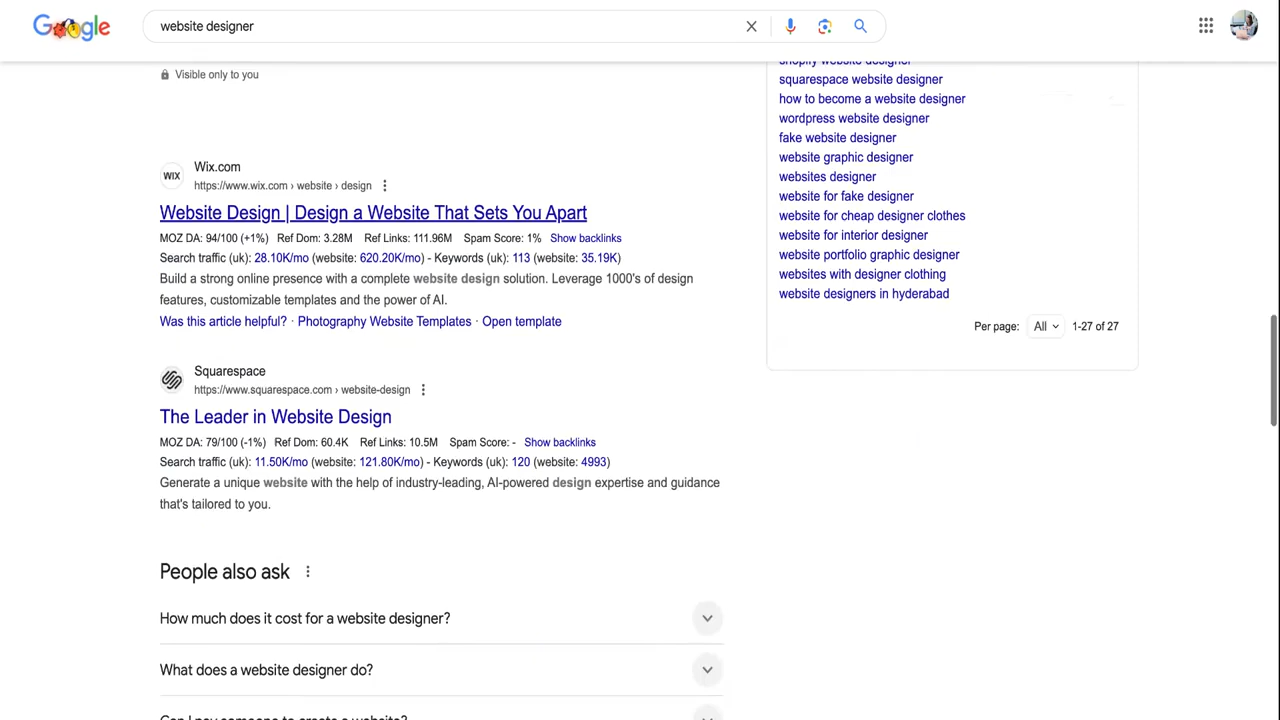 Google
website designer
Visible only to you
WIX
Wix.com
https://www.wix.com › website › design
Website Design | Design a Website That Sets You Apart
MOZ DA: 94/100 (+1%) Ref Dom: 3.28M Ref Links: 111.96M Spam Score: 1% Show backlinks
Search traffic (uk): 28.10K/mo (website: 620.20K/mo) - Keywords (uk): 113 (website: 35.19K)
Build a strong online presence with a complete website design solution. Leverage 1000's of design
features, customizable templates and the power of AI.
Was this article helpful? · Photography Website Templates · Open template
Squarespace
https://www.squarespace.com › website-design
The Leader in Website Design
MOZ DA: 79/100 (-1%) Ref Dom: 60.4K Ref Links: 10.5M Spam Score: - Show backlinks
Search traffic (uk): 11.50K/mo (website: 121.80K/mo) - Keywords (uk): 120 (website: 4993)
Generate a unique website with the help of industry-leading, AI-powered design expertise and guidance
that's tailored to you.
People also ask
How much does it cost for a website designer?
What does a website designer do?
Can I pay someone to create a website?
shopify website designer
squarespace website designer
how to become a website designer
wordpress website designer
fake website designer
website graphic designer
websites designer
website for fake designer
website for cheap designer clothes
website for interior designer
website portfolio graphic designer
websites with designer clothing
website designers in hyderabad
Per page: All 1-27 of 27